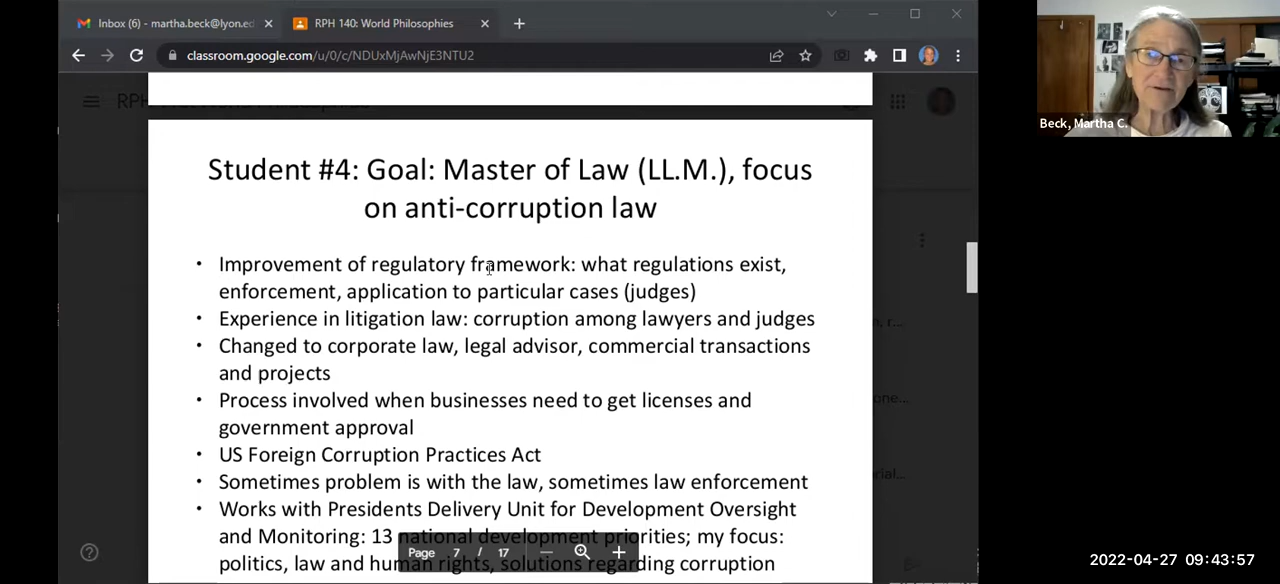 Inbox (6) - martha.beck@lyon.ed
RPH 140: World Philosophies
classroom.google.com/u/0/c/NDUxMjAwNjE3NTU2
Beck, Martha C.
Student #4: Goal: Master of Law (LL.M.), focus
on anti-corruption law
• Improvement of regulatory framework: what regulations exist,
enforcement, application to particular cases (judges)
• Experience in litigation law: corruption among lawyers and judges
• Changed to corporate law, legal advisor, commercial transactions
and projects
• Process involved when businesses need to get licenses and
government approval
• US Foreign Corruption Practices Act
• Sometimes problem is with the law, sometimes law enforcement
• Works with Presidents Delivery Unit for Development Oversight
and Monitoring: 13 national development priorities; my focus:
politics, law and human rights, solutions regarding corruption
Page 7 / 17
2022-04-27 09:43:57